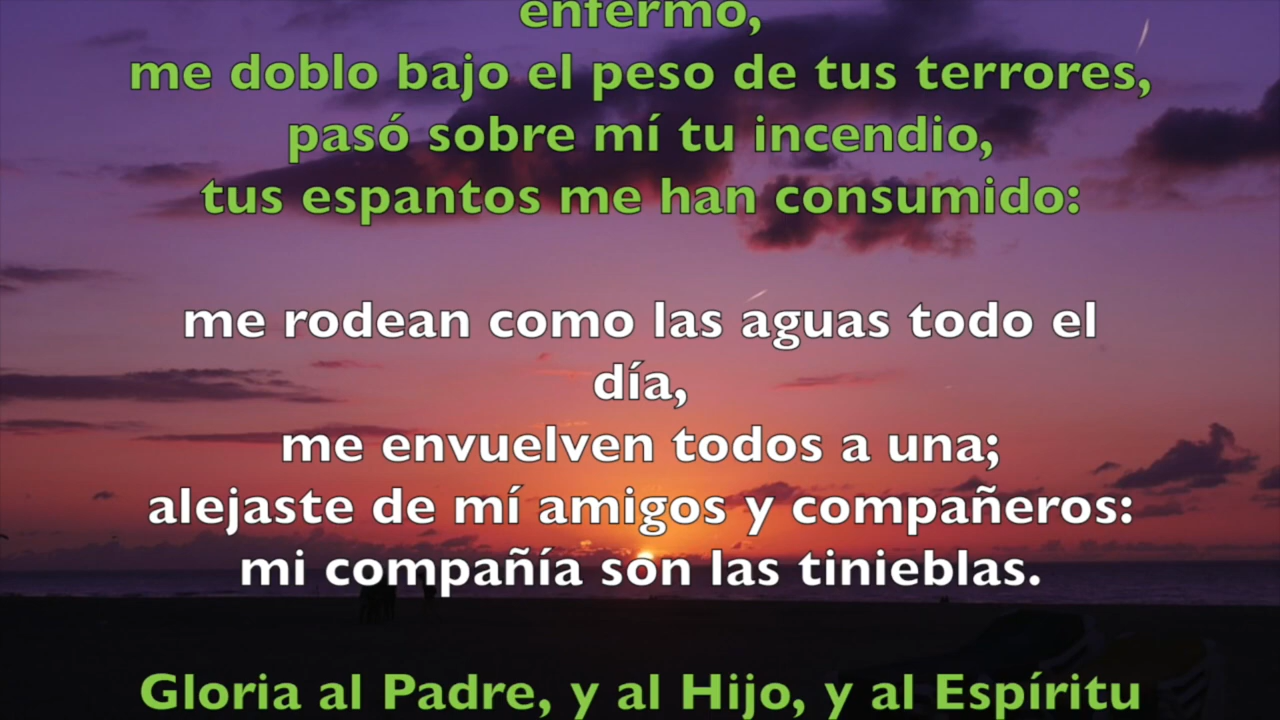 enfermo,
me doblo bajo el peso de tus terrores,
pasó sobre mí tu incendio,
tus espantos me han consumido:
me rodean como las aguas todo el
día,
me envuelven todos a una;
alejaste de mí amigos y compañeros:
mi compañía son las tinieblas.
Gloria al Padre, y al Hijo, y al Espíritu